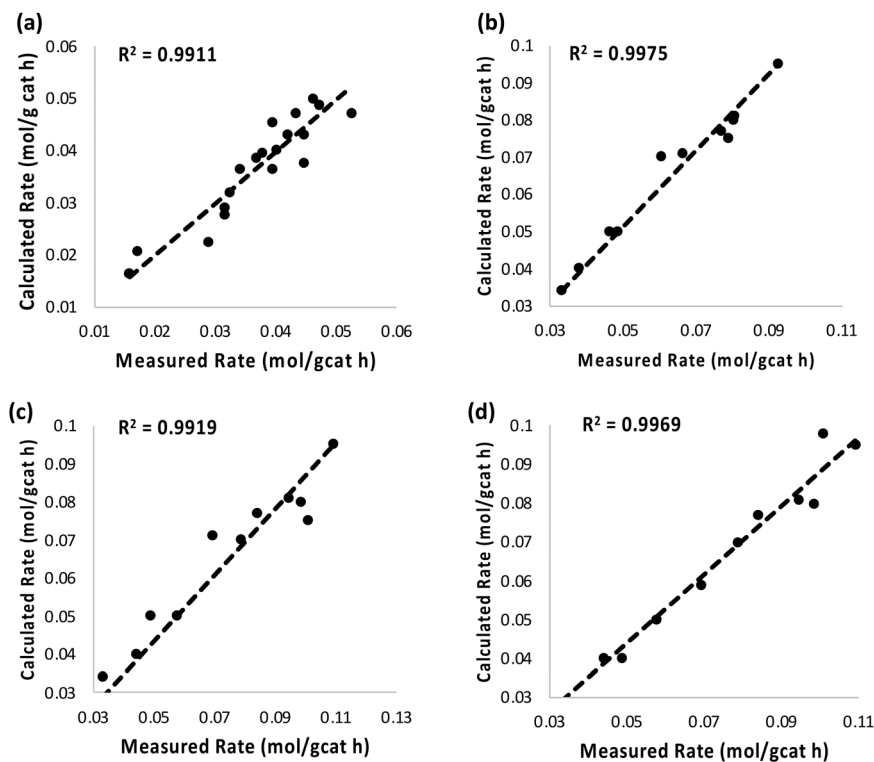 (a)
R² = 0.9911
Calculated Rate (mol/g cat h)
0.06
0.05
0.04
0.03
0.02
0.01
0.01 0.02 0.03 0.04 0.05 0.06
Measured Rate (mol/gcat h)
(b)
R² = 0.9975
Calculated Rate (mol/gcat h)
0.1
0.09
0.08
0.07
0.06
0.05
0.04
0.03
0.03 0.05 0.07 0.09 0.11
Measured Rate (mol/gcat h)
(c)
R² = 0.9919
Calculated Rate (mol/gcat h)
0.1
0.09
0.08
0.07
0.06
0.05
0.04
0.03
0.03 0.05 0.07 0.09 0.11 0.13
Measured Rate (mol/gcat h)
(d)
R² = 0.9969
Calculated Rate (mol/gcat h)
0.1
0.09
0.08
0.07
0.06
0.05
0.04
0.03
0.03 0.05 0.07 0.09 0.11
Measured Rate (mol/gcat h)